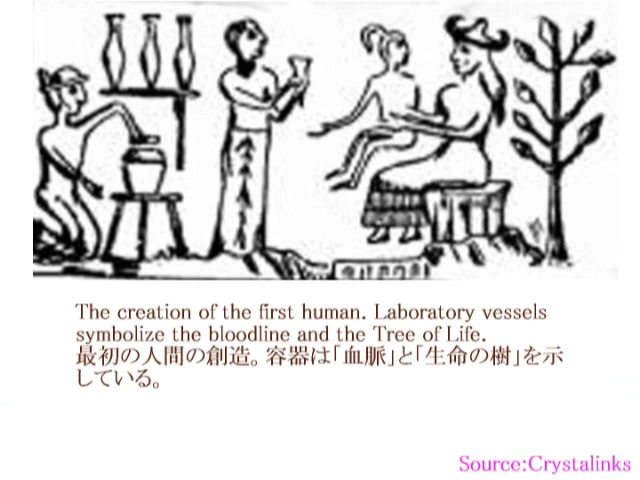 The creation of the first human. Laboratory vessels
symbolize the bloodline and the Tree of Life.
最初の人間の創造。容器は「血脈」と「生命の樹」を示
している。
Source:Crystalinks